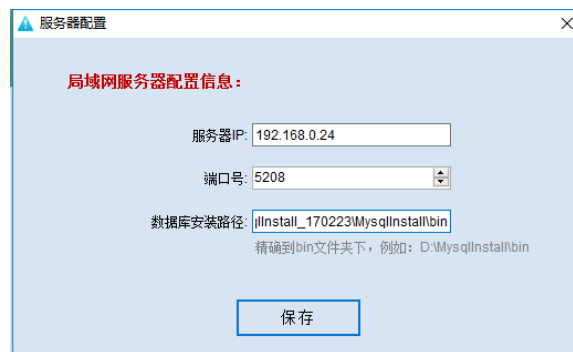 服务器配置
局域网服务器配置信息：
服务器IP: 192.168.0.24
端口号: 5208
数据库安装路径: lInstall_170223\MysqlInstall\bin
精确到bin文件夹下，例如：D:\MysqlInstall\bin
保存